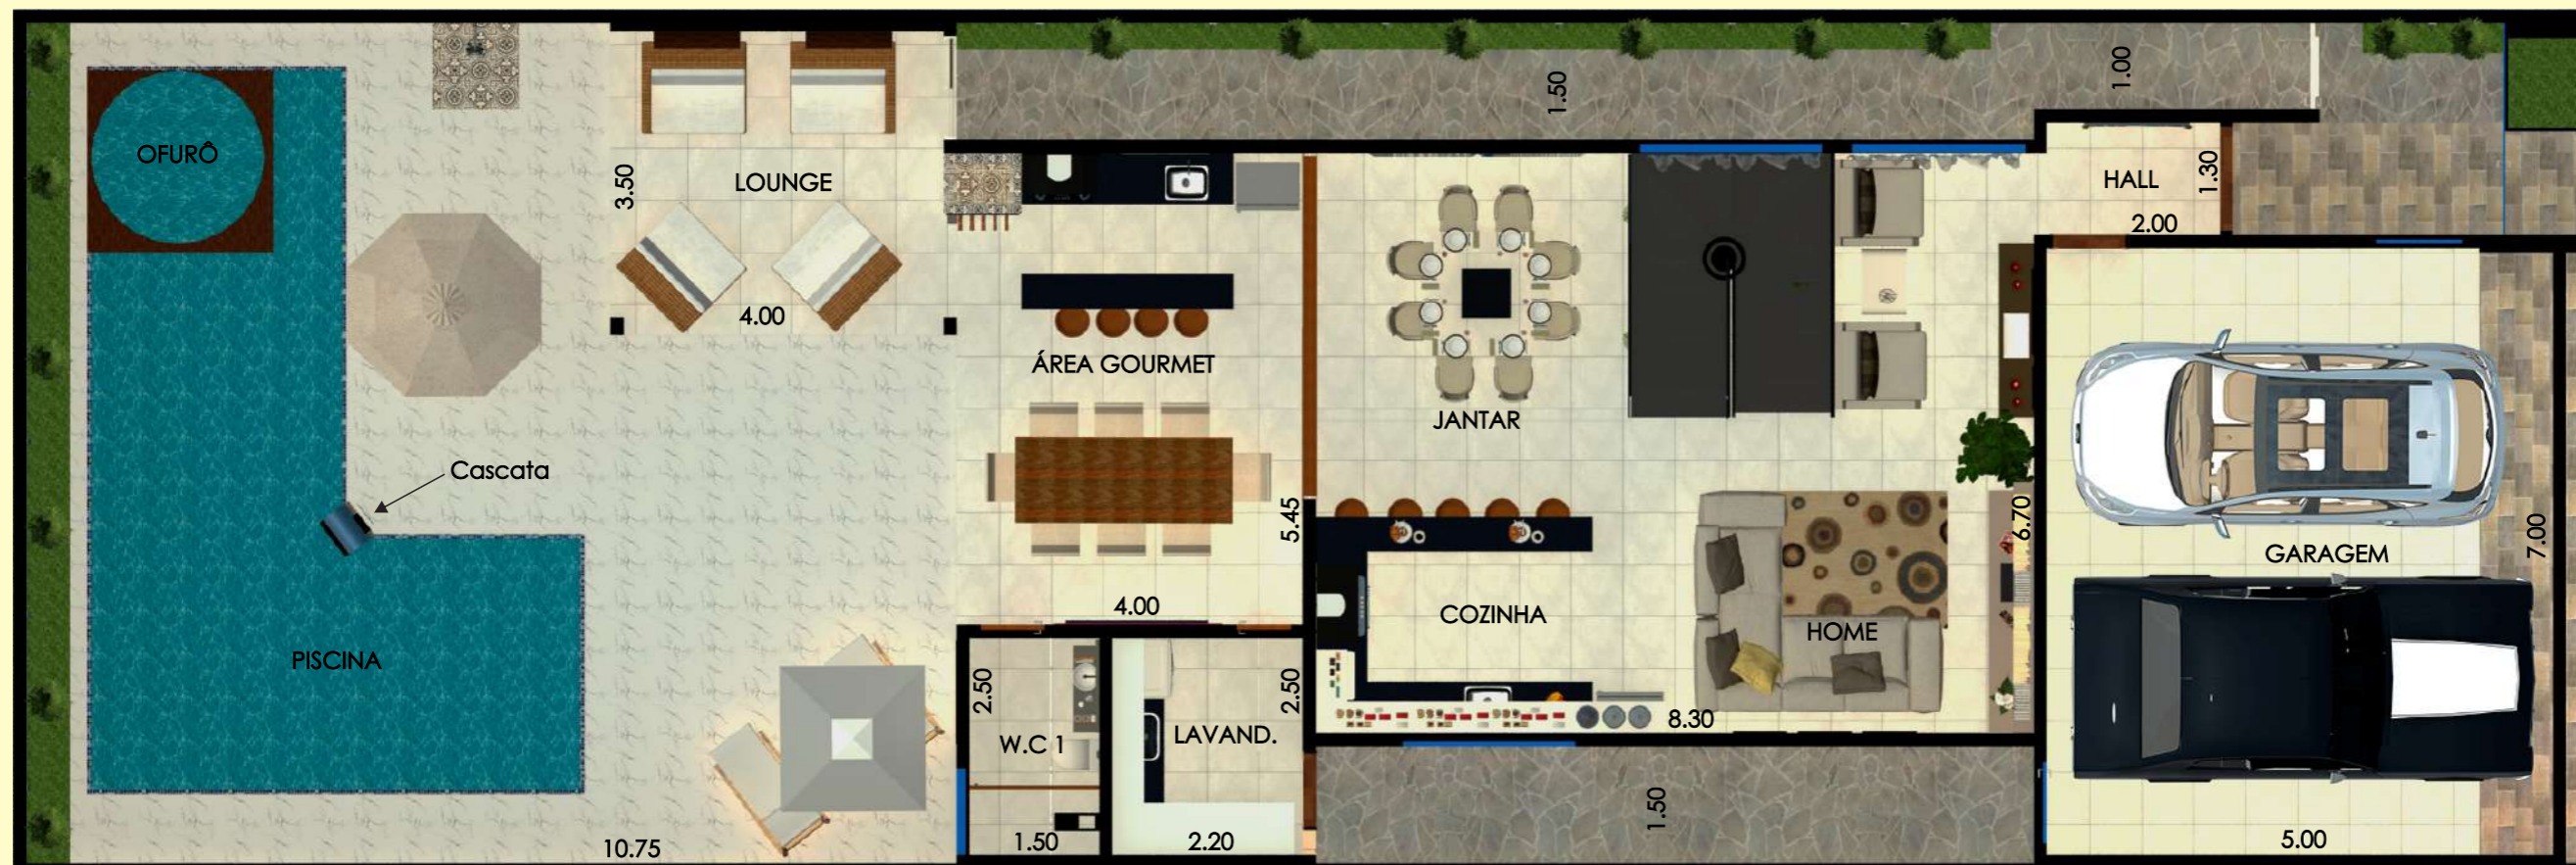 OFURÔ
3.50
LOUNGE
4.00
1.50
1.00
HALL
1.30
2.00
ÁREA GOURMET
JANTAR
Cascata
5.45
6.70
GARAGEM
7.00
4.00
COZINHA
HOME
PISCINA
2.50
W.C 1
2.50
LAVAND.
8.30
1.50
10.75
1.50
2.20
5.00